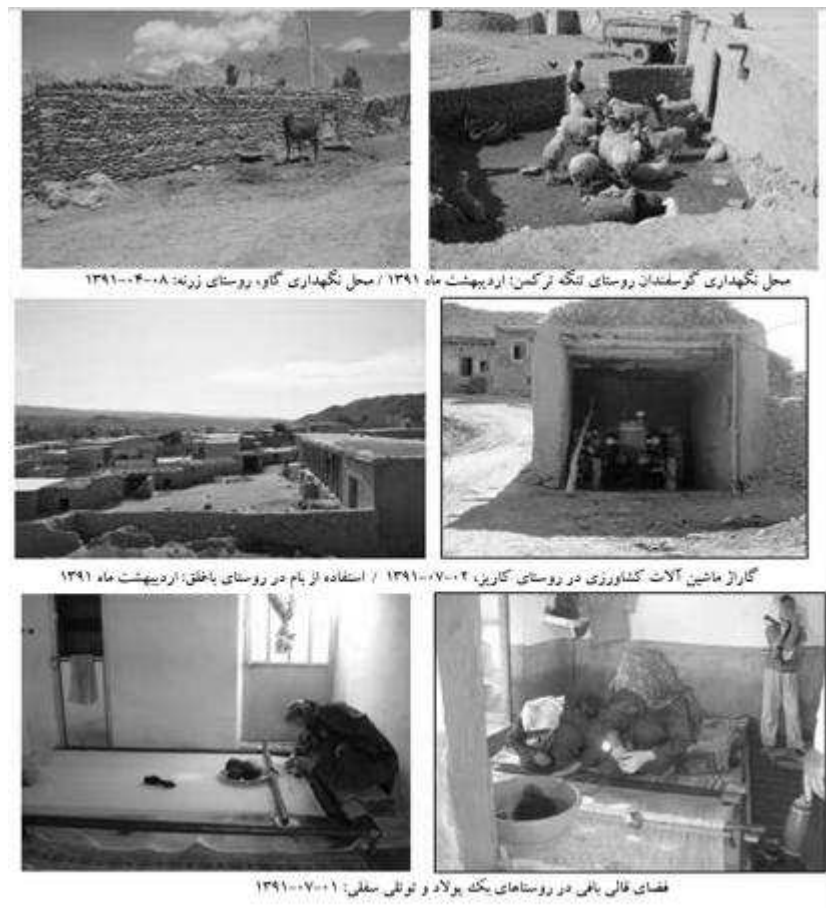 محل نگهداری گوسفندان روستای تنگه ترکمن: اردیبهشت ماه ۱۳۹۱ / محل نگهداری گاو، روستای زرنه: ۰۸-۰۴-۱۳۹۱
گاراژ ماشین آلات کشاورزی در روستای کاریز، ۰۲-۰۷-۱۳۹۱ / استفاده از بام در روستای باغلق: اردیبهشت ماه ۱۳۹۱
فضای قالی بافی در روستاهای یکه پولاد و توتلی سفلی: ۰۱-۰۷-۱۳۹۱